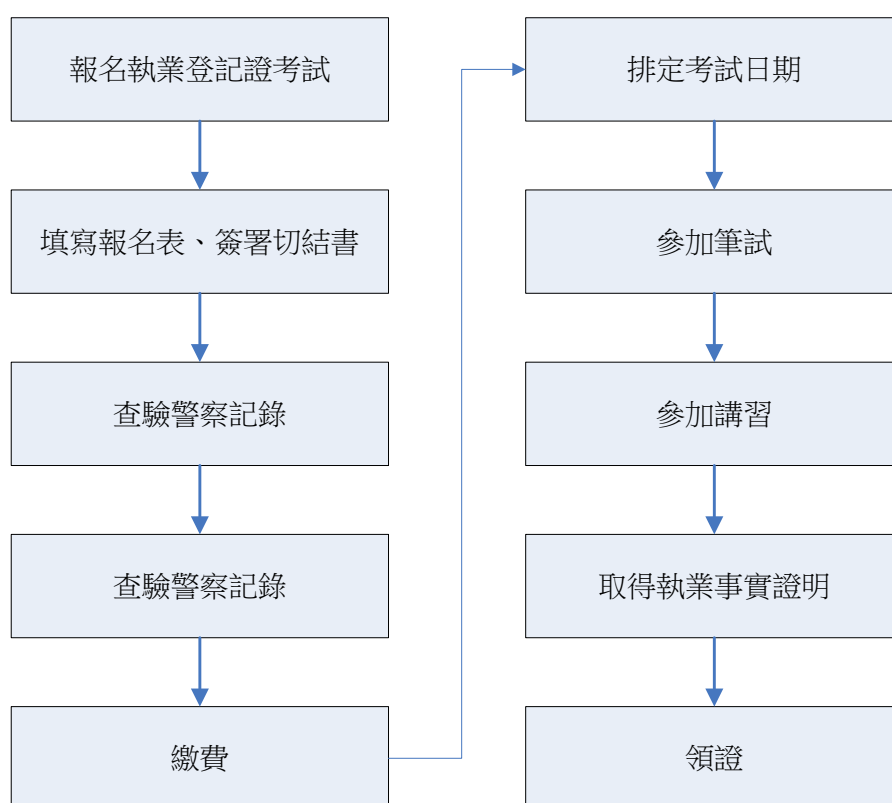 報名執業登記證考試
填寫報名表、簽署切結書
查驗警察記錄
查驗警察記錄
繳費
排定考試日期
參加筆試
參加講習
取得執業事實證明
領證